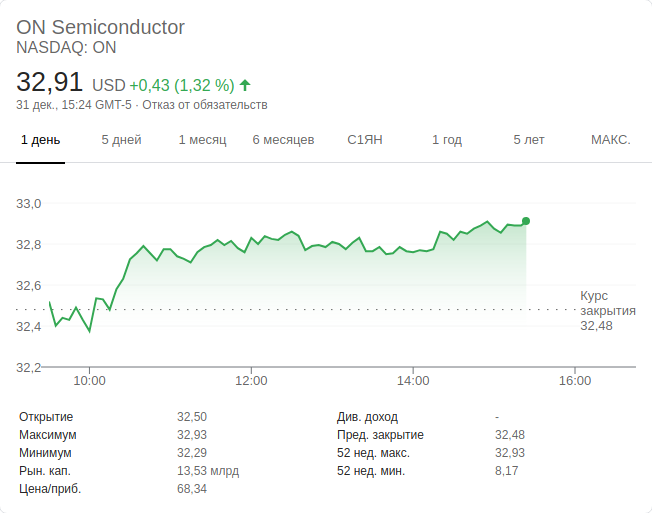 ON Semiconductor
NASDAQ: ON
32,91 USD +0,43 (1,32 %)
31 дек., 15:24 GMT-5 · Отказ от обязательств
1 день 5 дней 1 месяц 6 месяцев С1ЯН 1 год 5 лет МАКС.
33,0
32,8
32,6
Курс
закрытия
32,48
32,4
32,2
10:00 12:00 14:00 16:00
Открытие 32,50 Див. доход -
Максимум 32,93 Пред. закрытие 32,48
Минимум 32,29 52 нед. макс. 32,93
Рын. кап. 13,53 млрд 52 нед. мин. 8,17
Цена/приб. 68,34